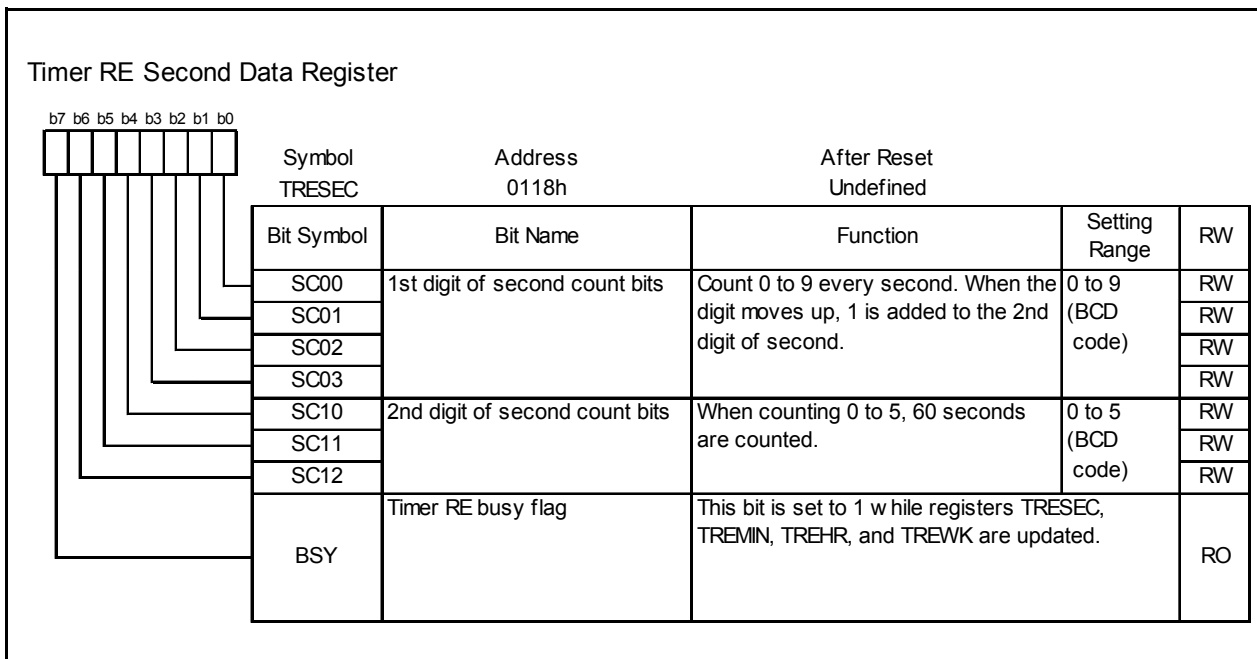 Timer RE Second Data Register
b7 b6 b5 b4 b3 b2 b1 b0
Symbol Address After Reset
TRESEC 0118h Undefined
Bit Symbol Bit Name Function Setting Range RW
SC00 1st digit of second count bits Count 0 to 9 every second. When the 0 to 9 RW
SC01 digit moves up, 1 is added to the 2nd (BCD RW
SC02 digit of second. code) RW
SC03 RW
SC10 2nd digit of second count bits When counting 0 to 5, 60 seconds 0 to 5 RW
SC11 are counted. (BCD RW
SC12 code) RW
Timer RE busy flag This bit is set to 1 w hile registers TRESEC,
TREMIN, TREHR, and TREWK are updated.
BSY RO